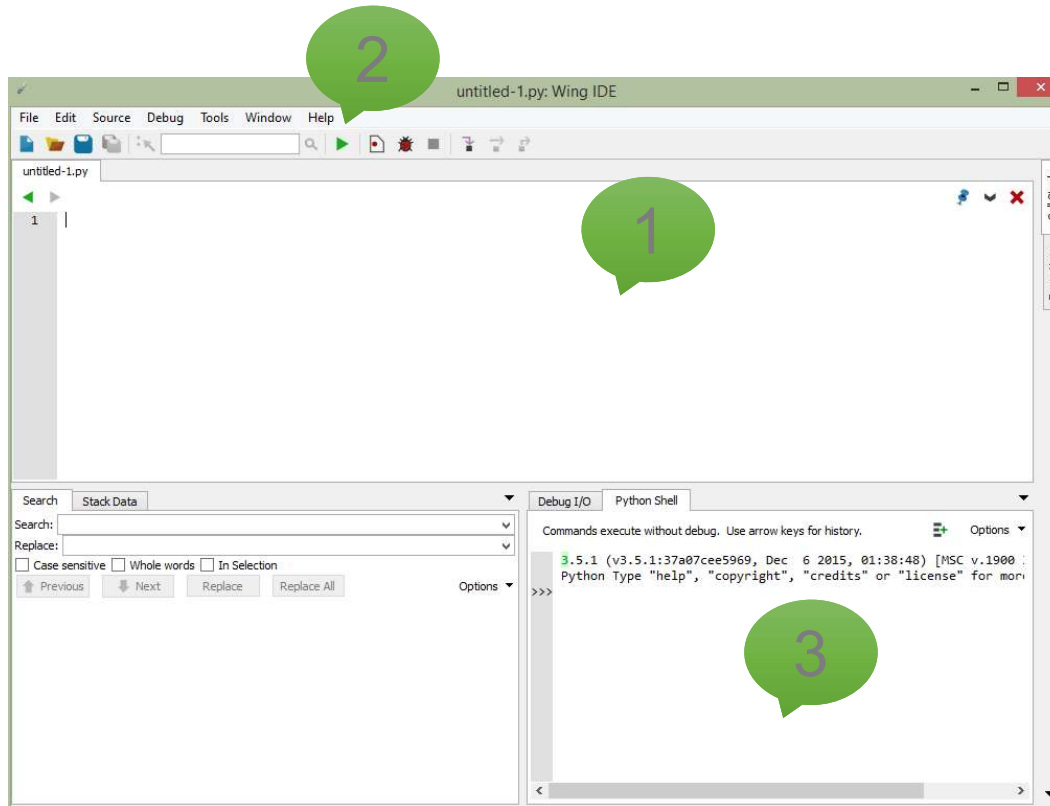 2
untitled-1.py: Wing IDE
File Edit Source Debug Tools Window Help
untitled-1.py
1
1
Search Stack Data
Search:
Replace:
Case sensitive Whole words In Selection
Previous Next Replace Replace All Options
Debug I/O Python Shell
Commands execute without debug. Use arrow keys for history. Options
3.5.1 (v3.5.1:37a07cee5969, Dec 6 2015, 01:38:48) [MSC v.1900
Python Type "help", "copyright", "credits" or "license" for more
>>>
3